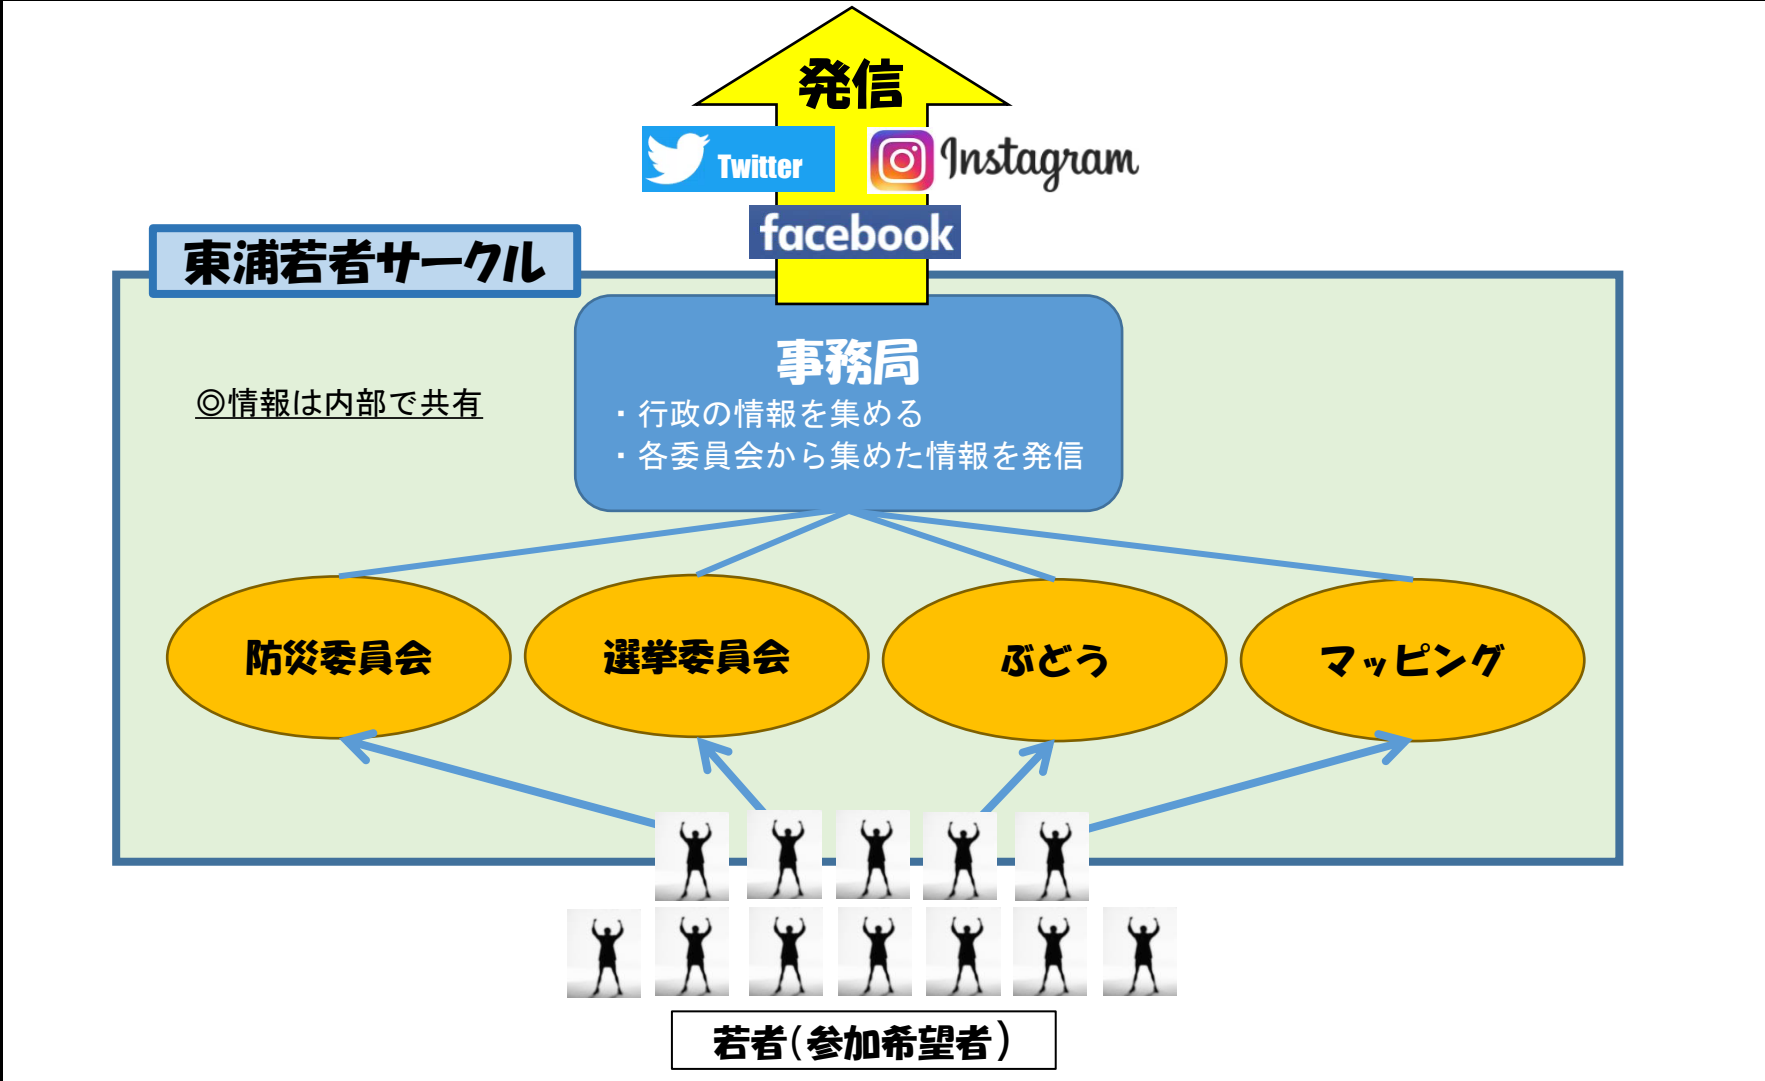 発信
Twitter
Instagram
facebook
東浦若者サークル
事務局
◎情報は内部で共有
・行政の情報を集める
・各委員会から集めた情報を発信
防災委員会
選挙委員会
ぶどう
マッピング
若者(参加希望者)